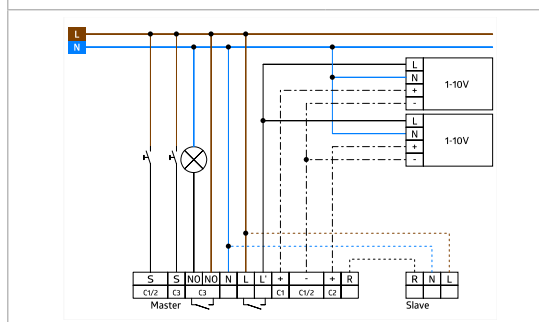 L
N
L
N
+
-
1-10V
L
N
+
-
1-10V
S S NO NO N L L' + - + R
C1/2 C3 C3 C1 C1/2 C2
Master
R N L
Slave